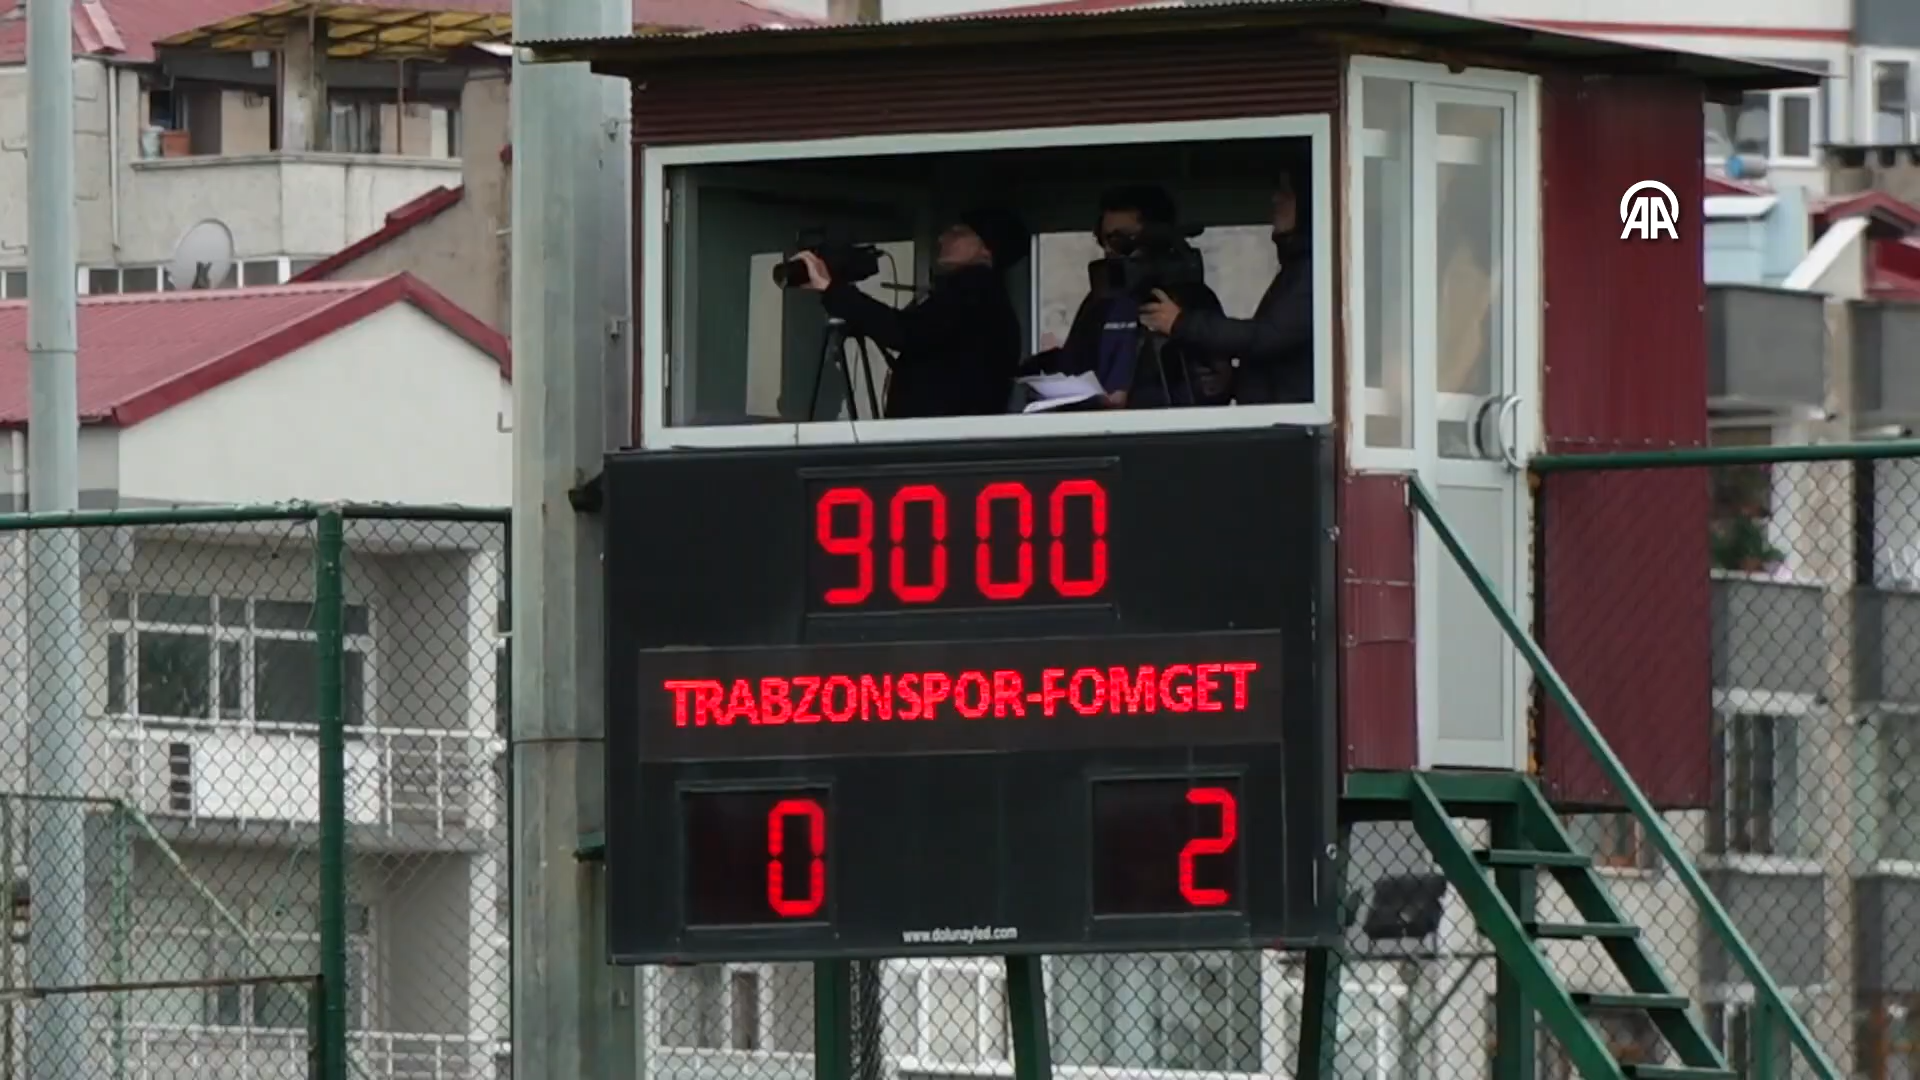 AA
90 00
TRABZONSPOR-FOMGET
0 2
www.dolunayled.com